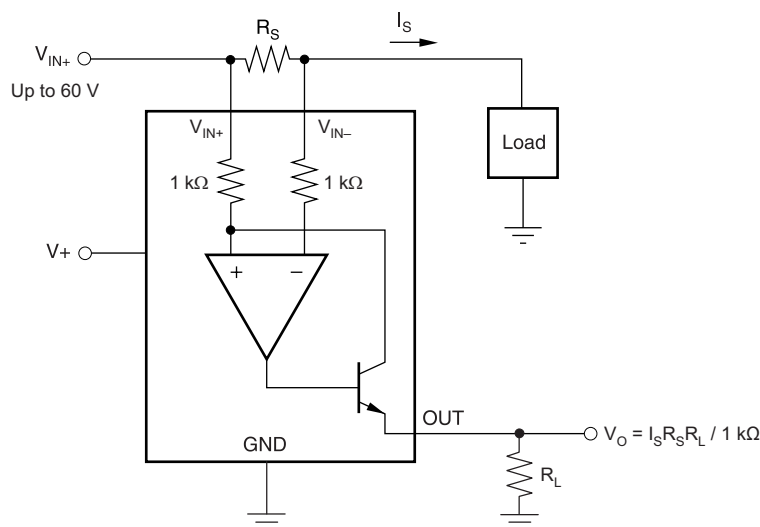 R_S
I_S
V_IN+
Up to 60 V
V_IN+
V_IN–
Load
1 kΩ
1 kΩ
V+
+
–
OUT
V_O = I_SR_SR_L / 1 kΩ
GND
R_L